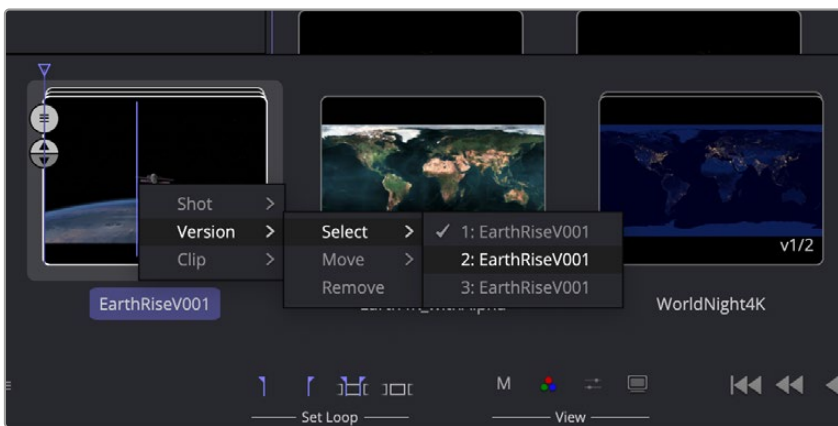 Shot >
Version > Select > ✓ 1: EarthRiseV001
Clip > Move > 2: EarthRiseV001
Remove 3: EarthRiseV001
v1/2
EarthRiseV001
WorldNight4K
M
Set Loop
View